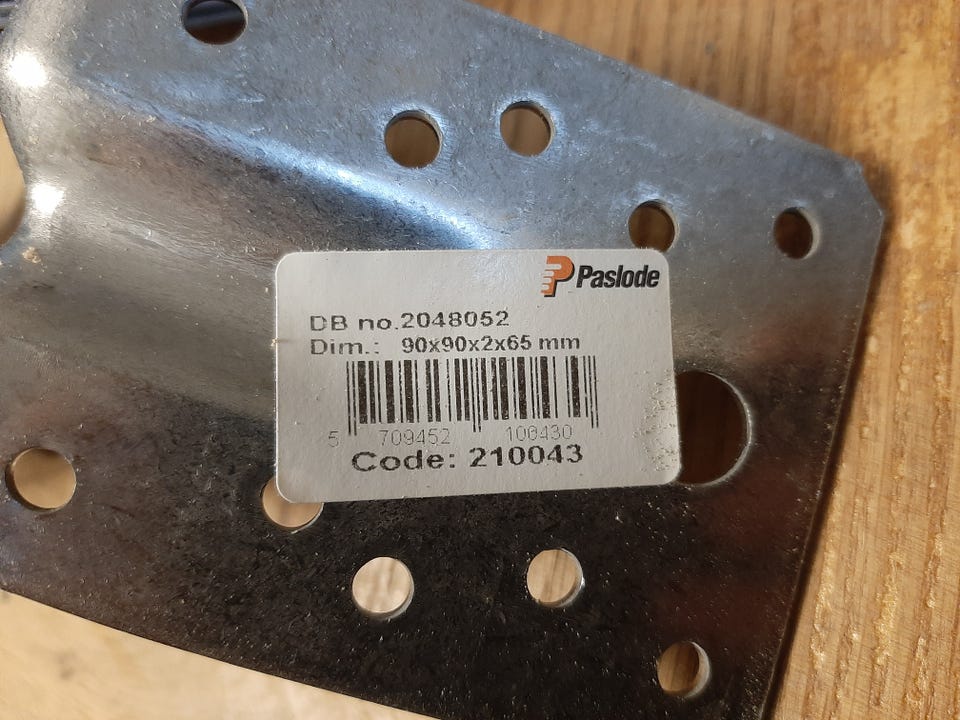 Paslode
DB no.2048052
Dim.: 90x90x2x65 mm
5 709452 100430
Code: 210043